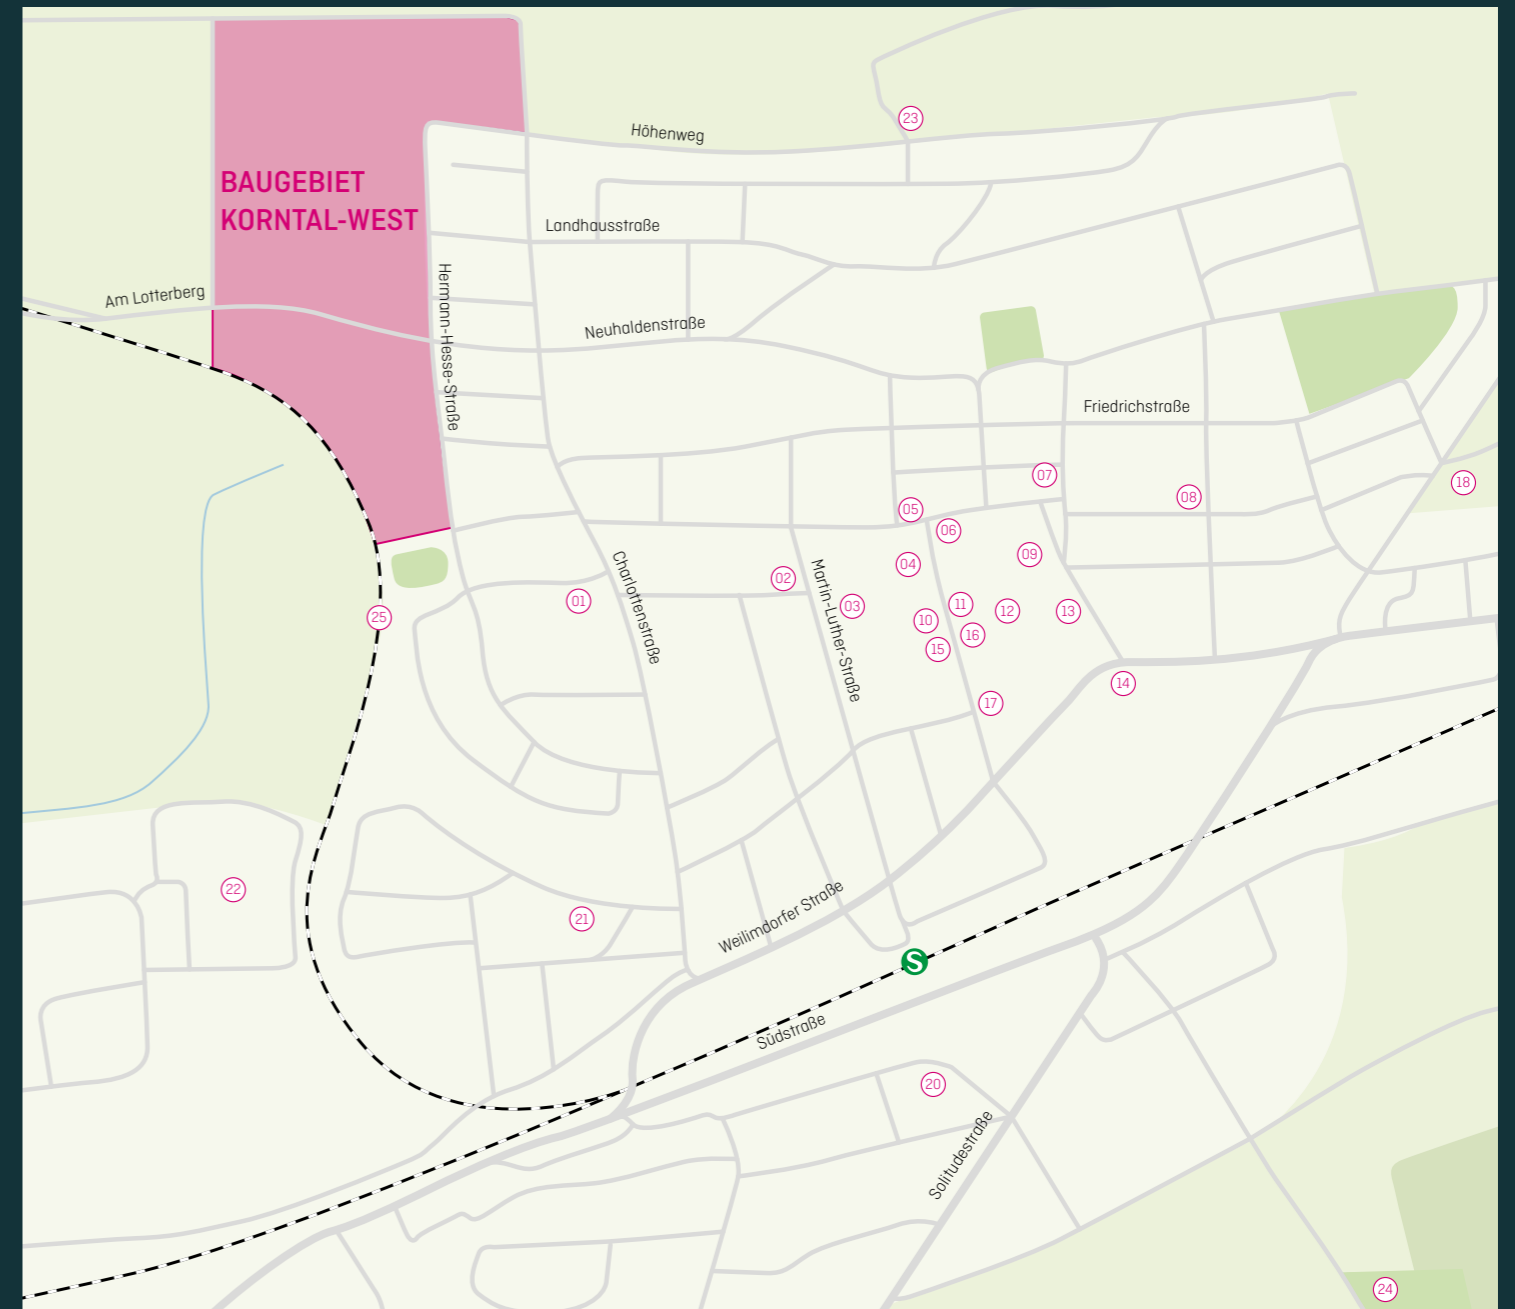 23
Höhenweg
BAUGEBIET
KORNTAL-WEST
Landhausstraße
Am Lotterberg
Hermann-Hesse-Straße
Neuhaldenstraße
Friedrichstraße
07
18
08
05
06
Charlottenstraße
09
Martin-Luther-Straße
04
02
01
11
03
12
13
25
10
16
15
14
17
22
Weilimdorfer Straße
21
S
Südstraße
20
Solitudestraße
24